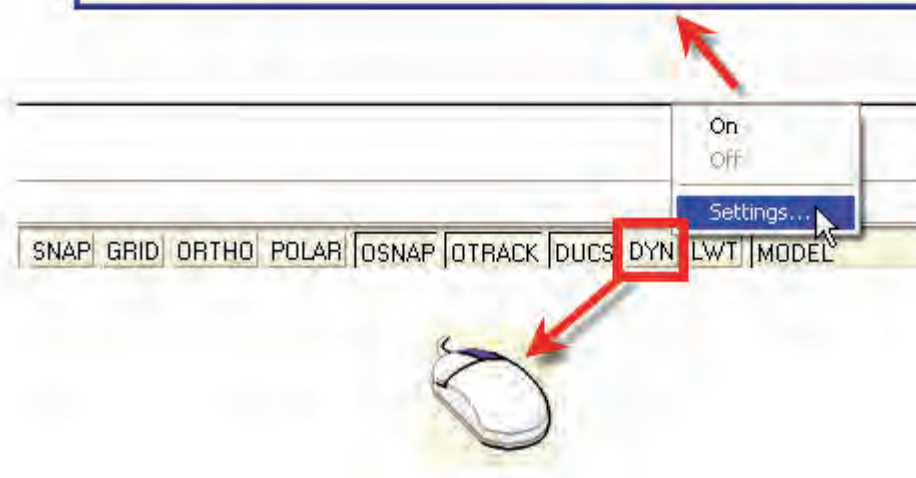 On
Off
Settings...
SNAP GRID ORTHO POLAR OSNAP OTRACK DUCS DYN LWT MODEL